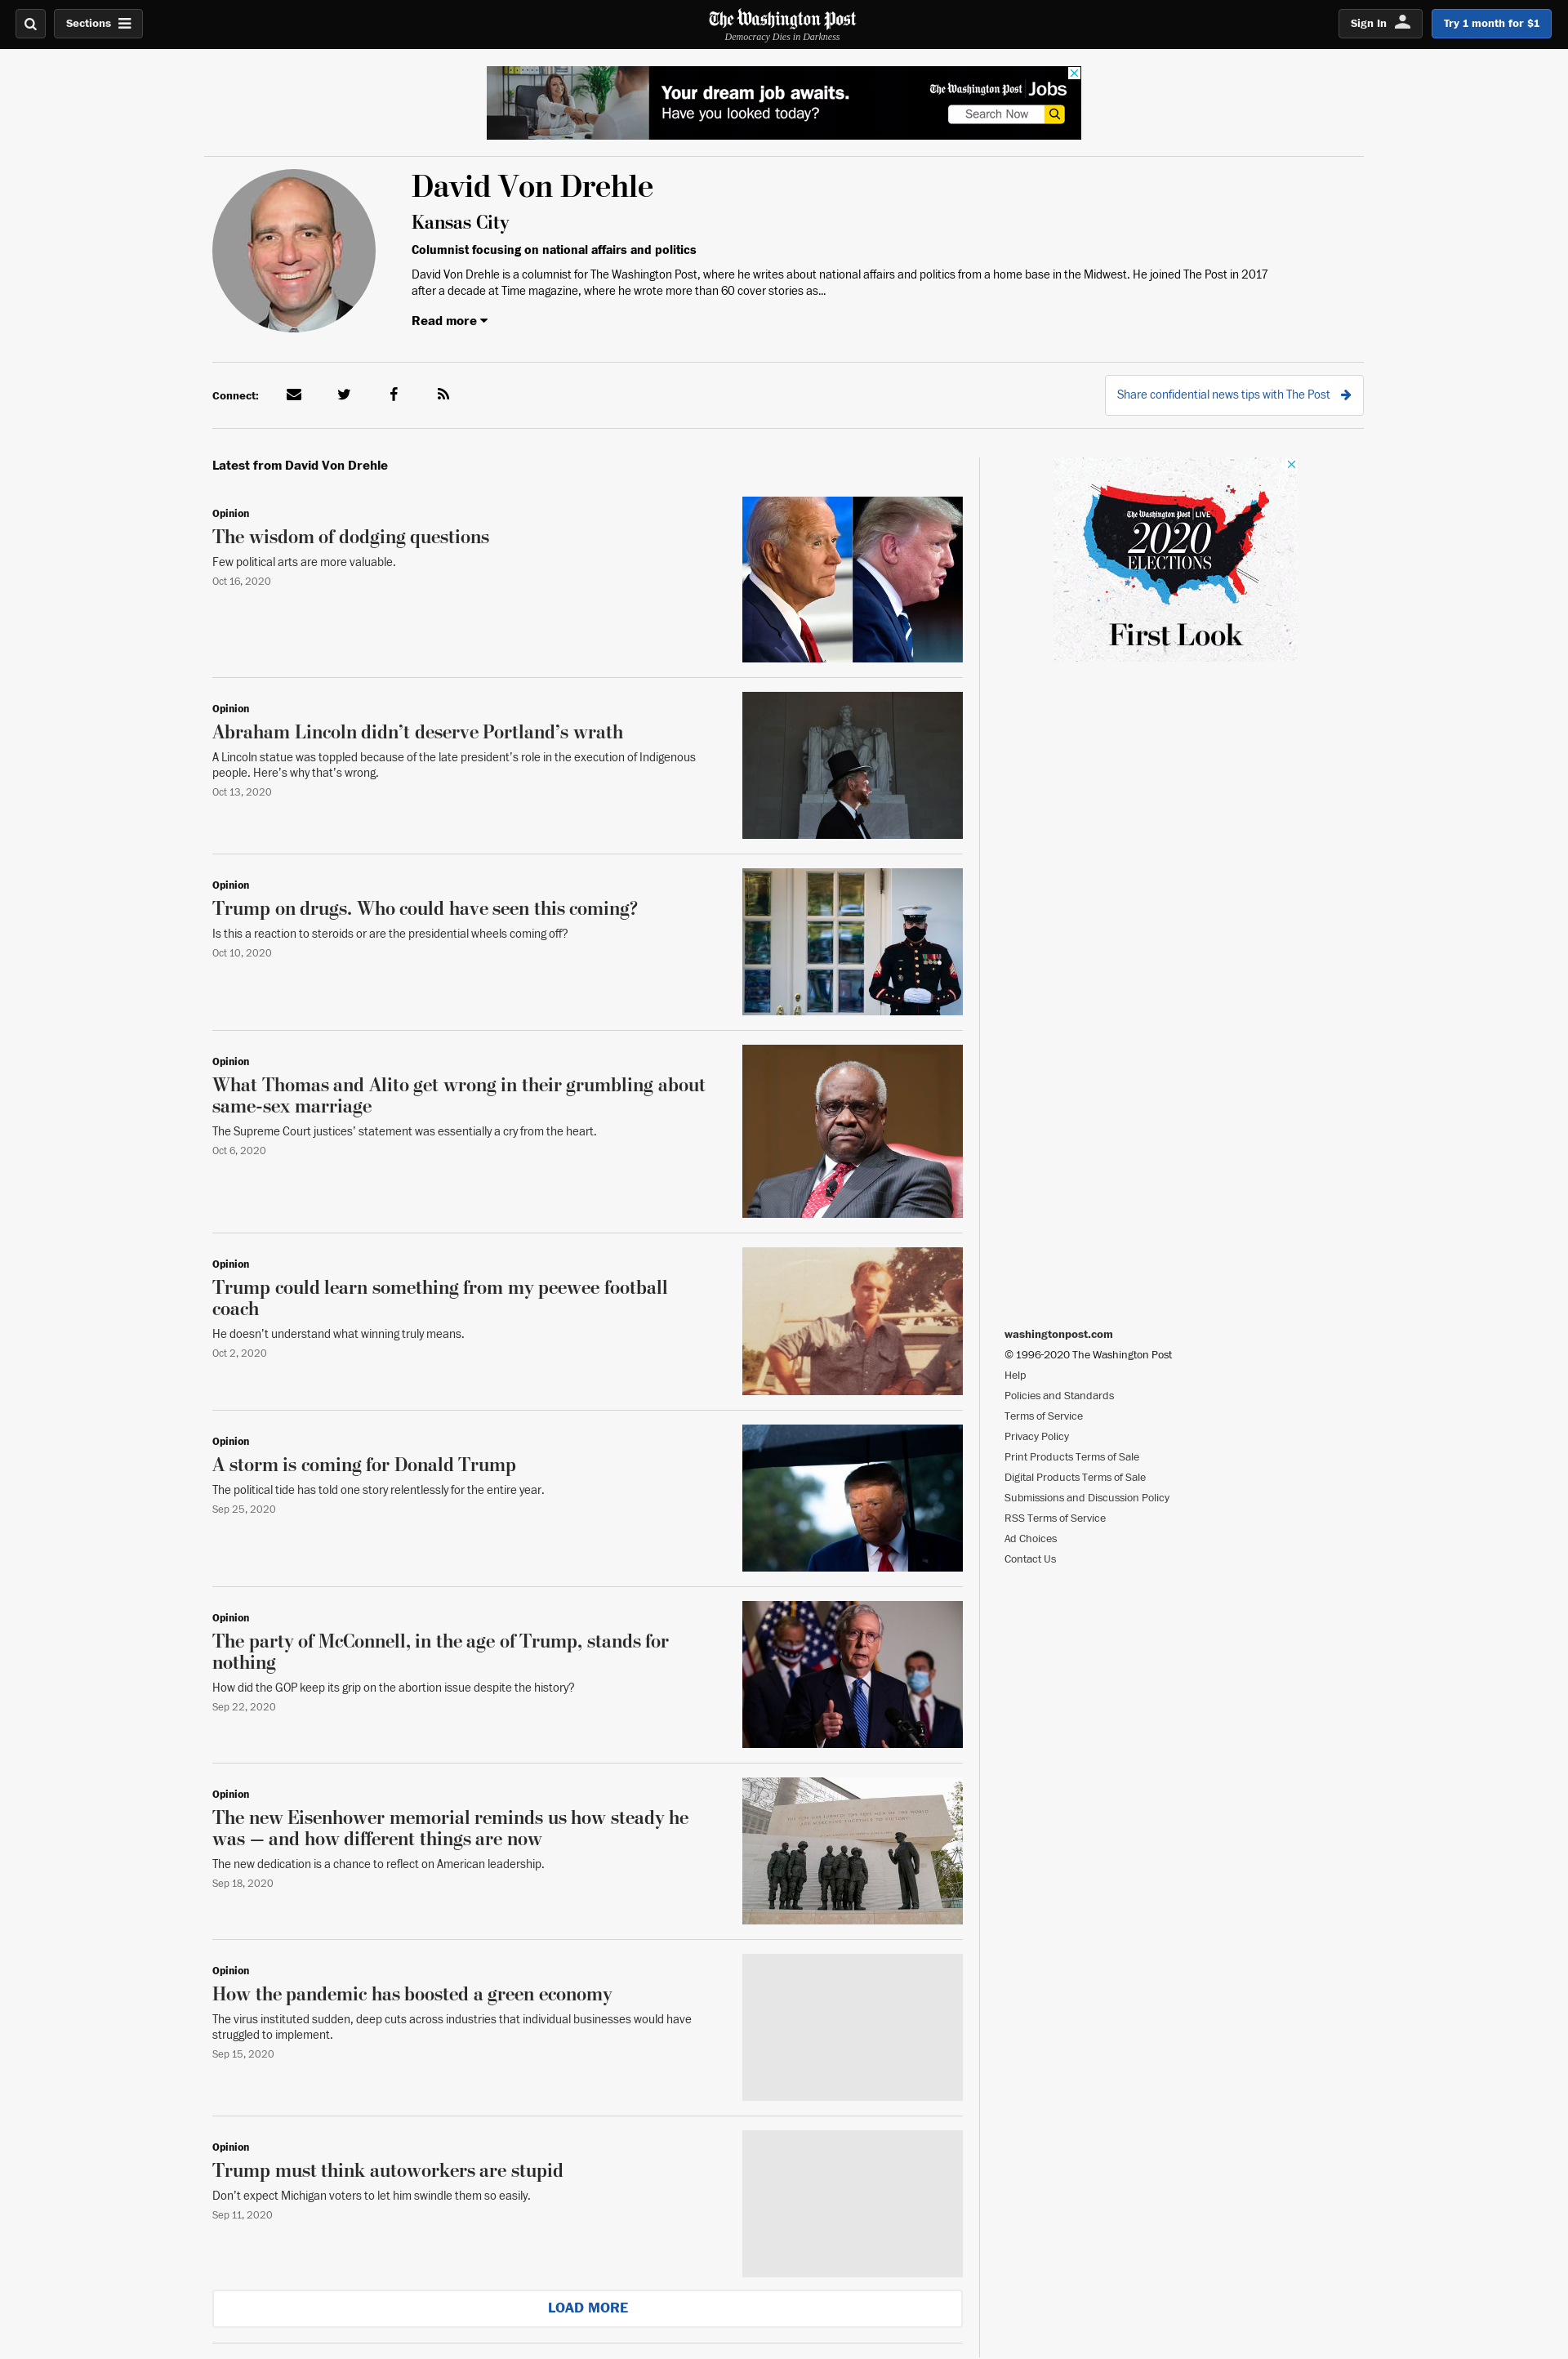 Sections
The Washington Post
Democracy Dies in Darkness
Sign In
Try 1 month for $1
Your dream job awaits.
Have you looked today?
The Washington Post Jobs
Search Now
David Von Drehle
Kansas City
Columnist focusing on national affairs and politics
David Von Drehle is a columnist for The Washington Post, where he writes about national affairs and politics from a home base in the Midwest. He joined The Post in 2017
after a decade at Time magazine, where he wrote more than 60 cover stories as...
Read more
Connect:
Share confidential news tips with The Post
Latest from David Von Drehle
Opinion
The wisdom of dodging questions
Few political arts are more valuable.
Oct 16, 2020
The Washington Post LIVE
2020
ELECTIONS
First Look
Opinion
Abraham Lincoln didn’t deserve Portland’s wrath
A Lincoln statue was toppled because of the late president’s role in the execution of Indigenous
people. Here’s why that’s wrong.
Oct 13, 2020
Opinion
Trump on drugs. Who could have seen this coming?
Is this a reaction to steroids or are the presidential wheels coming off?
Oct 10, 2020
Opinion
What Thomas and Alito get wrong in their grumbling about
same-sex marriage
The Supreme Court justices’ statement was essentially a cry from the heart.
Oct 6, 2020
Opinion
Trump could learn something from my peewee football
coach
He doesn’t understand what winning truly means.
Oct 2, 2020
Opinion
A storm is coming for Donald Trump
The political tide has told one story relentlessly for the entire year.
Sep 25, 2020
Opinion
The party of McConnell, in the age of Trump, stands for
nothing
How did the GOP keep its grip on the abortion issue despite the history?
Sep 22, 2020
Opinion
The new Eisenhower memorial reminds us how steady he
was — and how different things are now
The new dedication is a chance to reflect on American leadership.
Sep 18, 2020
Opinion
How the pandemic has boosted a green economy
The virus instituted sudden, deep cuts across industries that individual businesses would have
struggled to implement.
Sep 15, 2020
Opinion
Trump must think autoworkers are stupid
Don’t expect Michigan voters to let him swindle them so easily.
Sep 11, 2020
LOAD MORE
washingtonpost.com
© 1996-2020 The Washington Post
Help
Policies and Standards
Terms of Service
Privacy Policy
Print Products Terms of Sale
Digital Products Terms of Sale
Submissions and Discussion Policy
RSS Terms of Service
Ad Choices
Contact Us